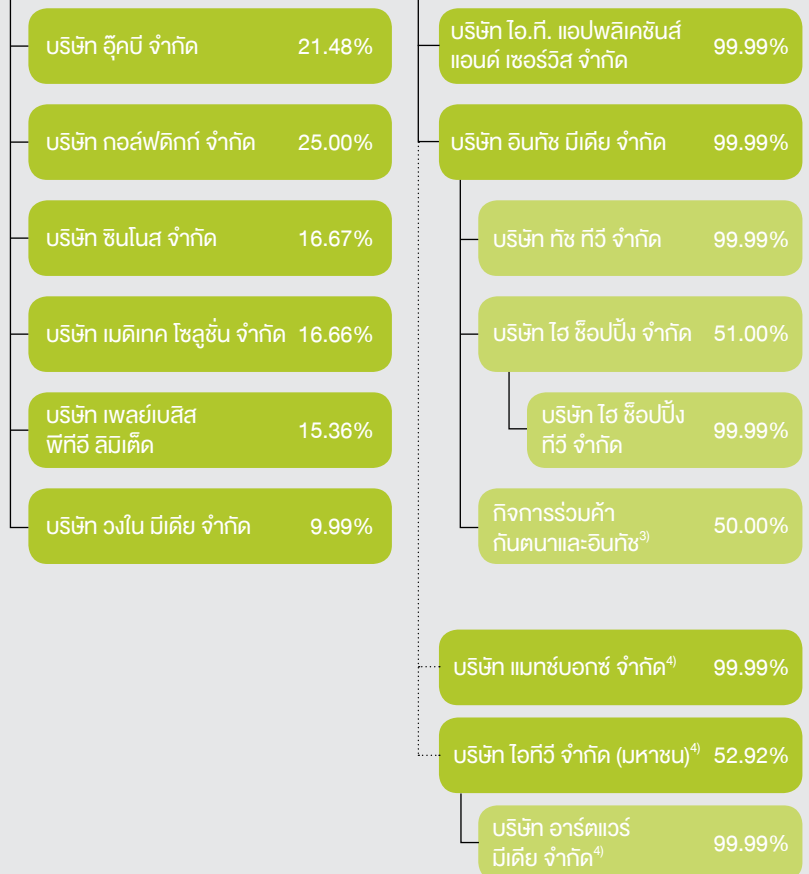 บริษัท อุ๊คบี จำกัด 21.48%
บริษัท กอล์ฟดิกก์ จำกัด 25.00%
บริษัท ซินโนส จำกัด 16.67%
บริษัท เมดิเทค โซลูชั่น จำกัด 16.66%
บริษัท เพลย์เบสิส
พีทีอี ลิมิเต็ด 15.36%
บริษัท วงใน มีเดีย จำกัด 9.99%
บริษัท ไอ.ที. แอปพลิเคชันส์
แอนด์ เซอร์วิส จำกัด 99.99%
บริษัท อินทัช มีเดีย จำกัด 99.99%
บริษัท ทัช ทีวี จำกัด 99.99%
บริษัท ไฮ ช็อปปิ้ง จำกัด 51.00%
บริษัท ไฮ ช็อปปิ้ง
ทีวี จำกัด 99.99%
กิจการร่วมค้า
กันตนาและอินทัช3) 50.00%
บริษัท แมทช์บอกซ์ จำกัด4) 99.99%
บริษัท ไอทีวี จำกัด (มหาชน)4) 52.92%
บริษัท อาร์ตแวร์
มีเดีย จำกัด4) 99.99%